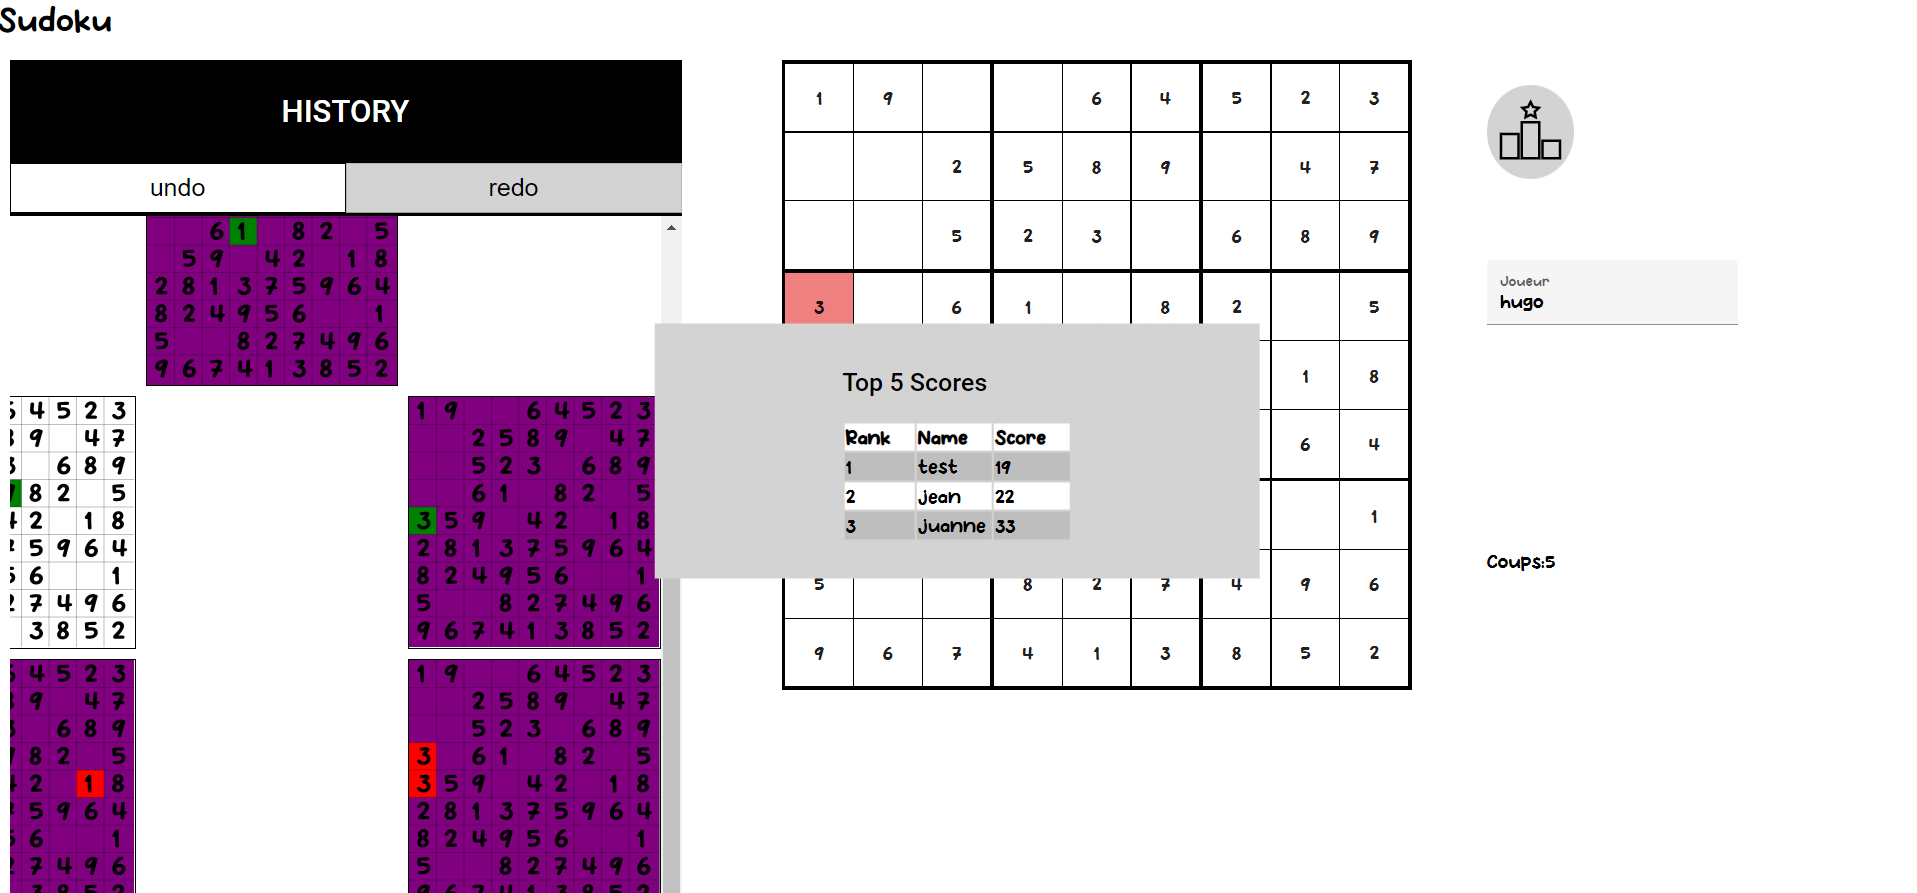 Sudoku
HISTORY
undo redo
6 1 8 2 5
5 9 4 2 1 8
2 8 1 3 7 5 9 6 4
8 2 4 9 5 6 1
5 8 2 7 4 9 6
9 6 7 4 1 3 8 5 2
4 5 2 3
9 4 7
6 8 9
8 2 5
2 1 8
5 9 6 4
6 1
7 4 9 6
3 8 5 2
1 9 6 4 5 2 3
2 5 8 9 4 7
5 2 3 6 8 9
6 1 8 2 5
3 5 9 4 2 1 8
2 8 1 3 7 5 9 6 4
8 2 4 9 5 6 1
5 8 2 7 4 9 6
9 6 7 4 1 3 8 5 2
4 5 2 3
9 4 7
6 8 9
8 2 5
2 1 8
5 9 6 4
6 1
7 4 9 6
1 9 6 4 5 2 3
2 5 8 9 4 7
5 2 3 6 8 9
3 6 1 8 2 5
3 5 9 4 2 1 8
2 8 1 3 7 5 9 6 4
8 2 4 9 5 6 1
5 8 2 7 4 9 6
1 9 6 4 5 2 3
2 5 8 9 4 7
5 2 3 6 8 9
3 6 1 8 2 5
1 8
6 4
1
5 8 2 7 4 9 6
9 6 7 4 1 3 8 5 2
Top 5 Scores
Rank Name Score
1 test 19
2 jean 22
3 juanne 33
Joueur
hugo
Coups:5